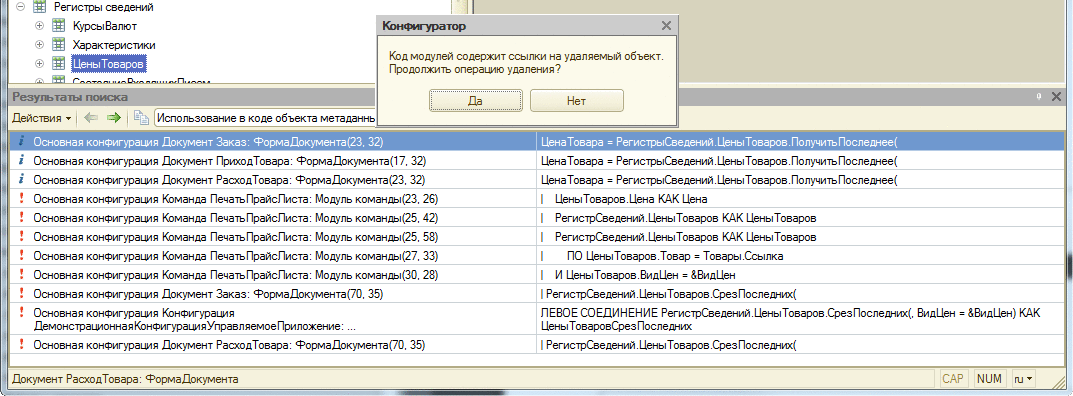 Регистры сведений
КурсыВалют
Характеристики
ЦеныТоваров
СостояниеВходящихПисем
Конфигуратор
Код модулей содержит ссылки на удаляемый объект.
Продолжить операцию удаления?
Да Нет
Результаты поиска
Действия Использование в коде объекта метаданны
Основная конфигурация Документ Заказ: ФормаДокумента(23, 32) ЦенаТовара = РегистрыСведений.ЦеныТоваров.ПолучитьПоследнее(
Основная конфигурация Документ ПриходТовара: ФормаДокумента(17, 32) ЦенаТовара = РегистрыСведений.ЦеныТоваров.ПолучитьПоследнее(
Основная конфигурация Документ РасходТовара: ФормаДокумента(23, 32) ЦенаТовара = РегистрыСведений.ЦеныТоваров.ПолучитьПоследнее(
Основная конфигурация Команда ПечатьПрайсЛиста: Модуль команды(23, 26) | ЦеныТоваров.Цена КАК Цена
Основная конфигурация Команда ПечатьПрайсЛиста: Модуль команды(25, 42) | РегистрСведений.ЦеныТоваров КАК ЦеныТоваров
Основная конфигурация Команда ПечатьПрайсЛиста: Модуль команды(25, 58) | РегистрСведений.ЦеныТоваров КАК ЦеныТоваров
Основная конфигурация Команда ПечатьПрайсЛиста: Модуль команды(27, 33) | ПО ЦеныТоваров.Товар = Товары.Ссылка
Основная конфигурация Команда ПечатьПрайсЛиста: Модуль команды(30, 28) | И ЦеныТоваров.ВидЦен = &ВидЦен
Основная конфигурация Документ Заказ: ФормаДокумента(70, 35) | РегистрСведений.ЦеныТоваров.СрезПоследних(
Основная конфигурация Конфигурация ЛЕВОЕ СОЕДИНЕНИЕ РегистрСведений.ЦеныТоваров.СрезПоследних(, ВидЦен = &ВидЦен) КАК
ДемонстрационнаяКонфигурацияУправляемоеПриложение: ... ЦеныТоваровСрезПоследних
Основная конфигурация Документ РасходТовара: ФормаДокумента(70, 35) | РегистрСведений.ЦеныТоваров.СрезПоследних(
Документ РасходТовара: ФормаДокумента CAP NUM ru